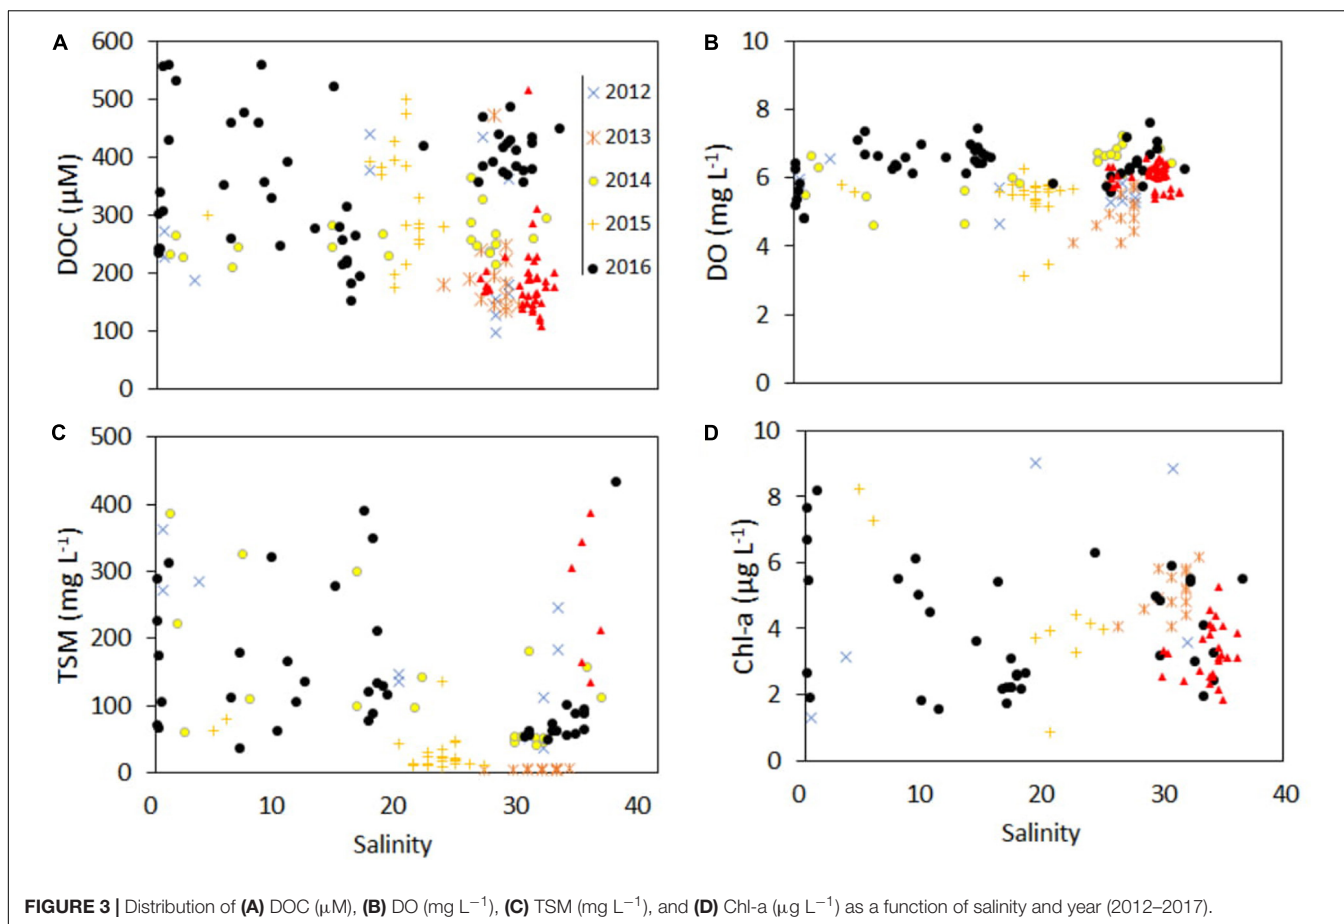 A
600
500
400
300
200
100
0
DOC (μM)
2012
2013
2014
2015
2016
B
10
8
6
4
2
0
DO (mg L⁻¹)
C
500
400
300
200
100
0
TSM (mg L⁻¹)
0 10 20 30 40
Salinity
D
10
8
6
4
2
0
Chl-a (μg L⁻¹)
0 10 20 30 40
Salinity
FIGURE 3 | Distribution of (A) DOC (μM), (B) DO (mg L⁻¹), (C) TSM (mg L⁻¹), and (D) Chl-a (μg L⁻¹) as a function of salinity and year (2012–2017).